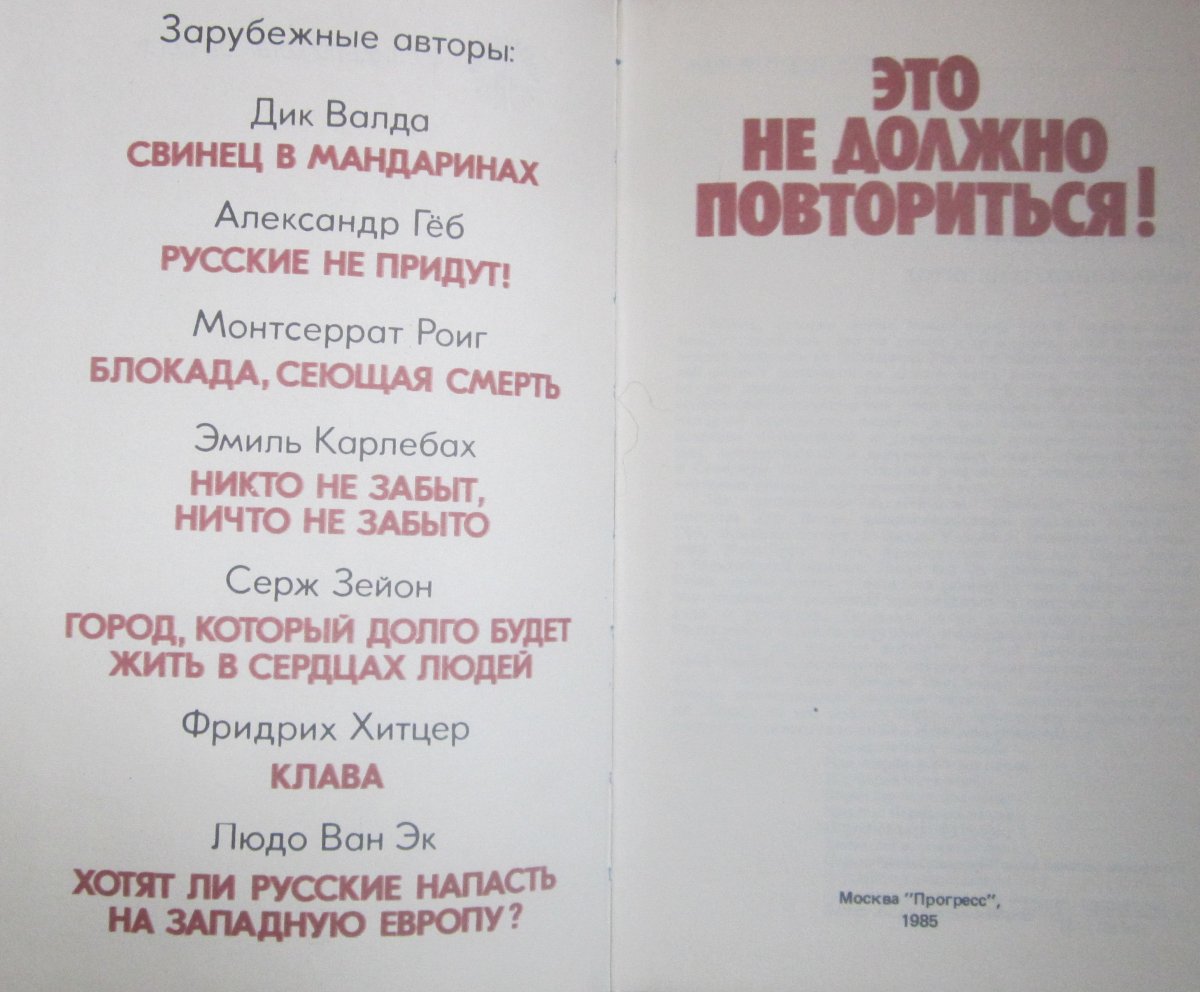 Зарубежные авторы:
Дик Валда
СВИНЕЦ В МАНДАРИНАХ
Александр Гёб
РУССКИЕ НЕ ПРИДУТ!
Монтсеррат Роиг
БЛОКАДА, СЕЮЩАЯ СМЕРТЬ
Эмиль Карлебах
НИКТО НЕ ЗАБЫТ,
НИЧТО НЕ ЗАБЫТО
Серж Зейон
ГОРОД, КОТОРЫЙ ДОЛГО БУДЕТ
ЖИТЬ В СЕРДЦАХ ЛЮДЕЙ
Фридрих Хитцер
КЛАВА
Людо Ван Эк
ХОТЯТ ЛИ РУССКИЕ НАПАСТЬ
НА ЗАПАДНУЮ ЕВРОПУ?
ЭТО
НЕ ДОЛЖНО
ПОВТОРИТЬСЯ!
Москва "Прогресс",
1985